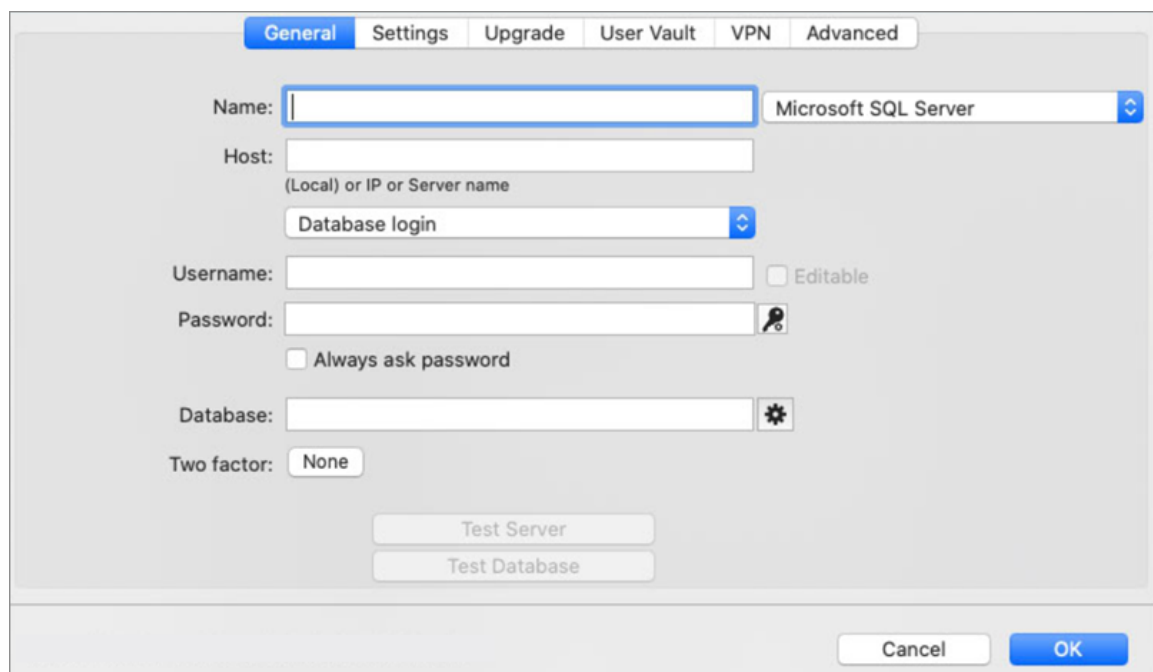 General Settings Upgrade User Vault VPN Advanced
Name: Microsoft SQL Server
Host:
(Local) or IP or Server name
Database login
Username: Editable
Password:
Always ask password
Database:
Two factor: None
Test Server
Test Database
Cancel OK